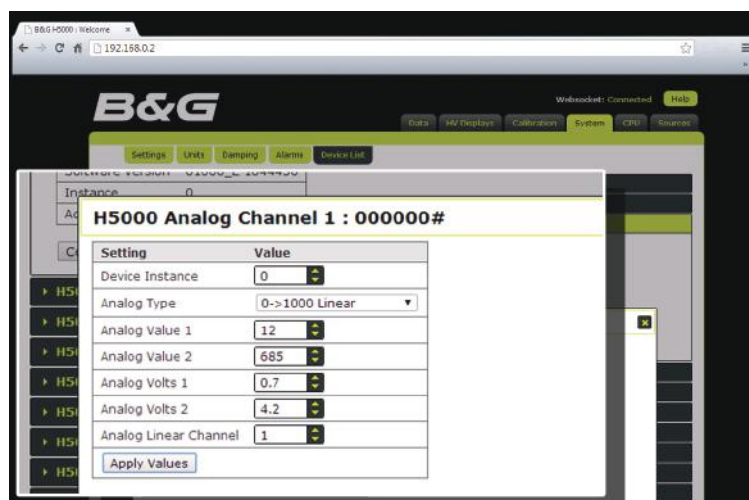 B&G H5000 : Welcome
192.168.0.2
B&G
Websocket: Connected Help
Data HV Displays Calibration System CPU Sources
Settings Units Damping Alarms Device List
Software Version
Instance 0
H5000 Analog Channel 1 : 000000#
Setting Value
Device Instance 0
Analog Type 0->1000 Linear
Analog Value 1 12
Analog Value 2 685
Analog Volts 1 0.7
Analog Volts 2 4.2
Analog Linear Channel 1
Apply Values